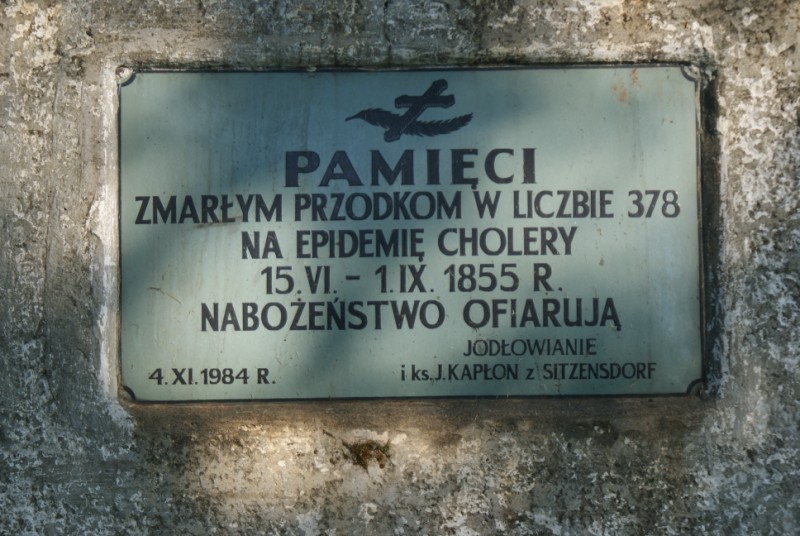 PAMIĘCI
ZMARŁYM PRZODKOM W LICZBIE 378
NA EPIDEMIĘ CHOLERY
15.VI. – 1.IX. 1855 R.
NABOŻEŃSTWO OFIARUJĄ
JODŁOWIANIE
4.XI.1984 R. i ks.J.KAPŁON z SITZENSDORF